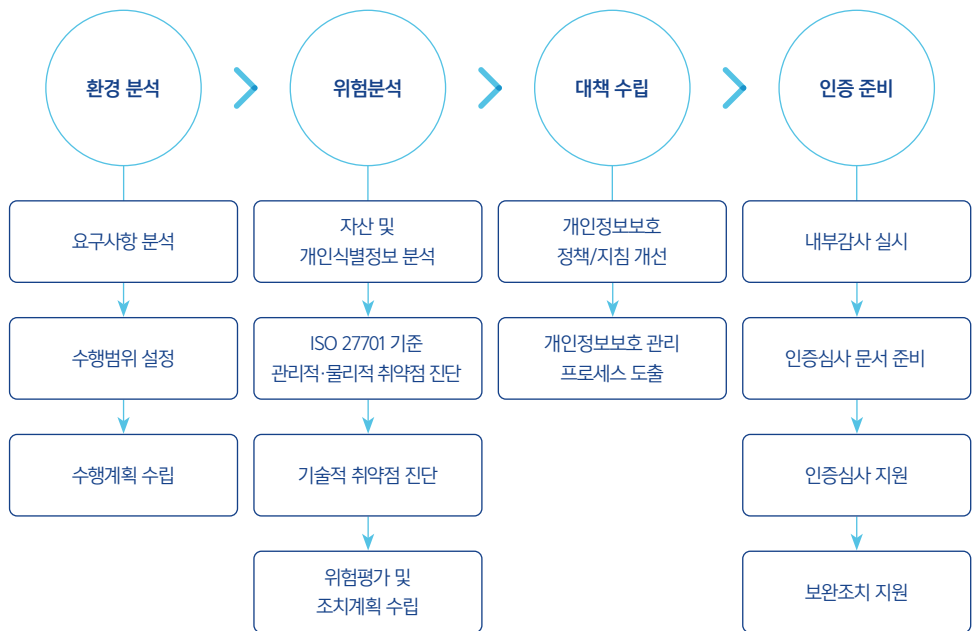 환경 분석
위험분석
대책 수립
인증 준비
요구사항 분석
수행범위 설정
수행계획 수립
자산 및
개인식별정보 분석
ISO 27701 기준
관리적·물리적 취약점 진단
기술적 취약점 진단
위험평가 및
조치계획 수립
개인정보보호
정책/지침 개선
개인정보보호 관리
프로세스 도출
내부감사 실시
인증심사 문서 준비
인증심사 지원
보완조치 지원